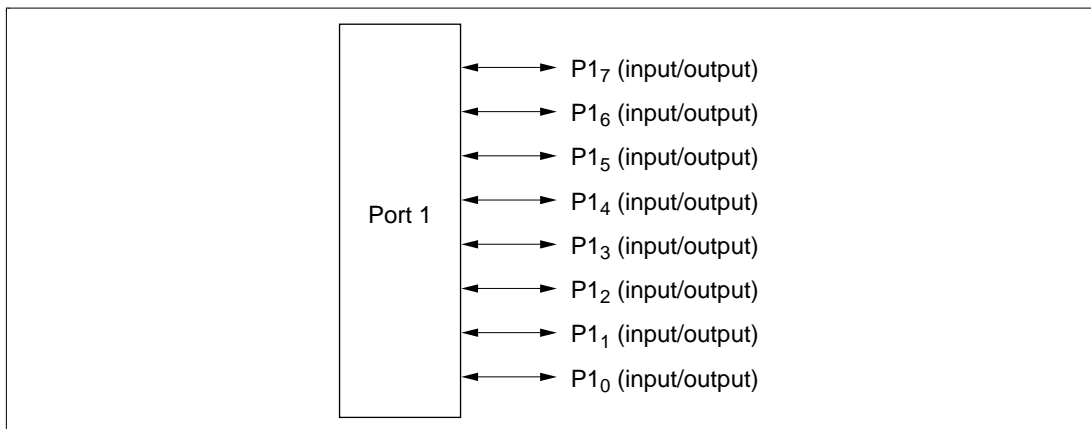 P1₇ (input/output)
P1₆ (input/output)
P1₅ (input/output)
P1₄ (input/output)
Port 1
P1₃ (input/output)
P1₂ (input/output)
P1₁ (input/output)
P1₀ (input/output)